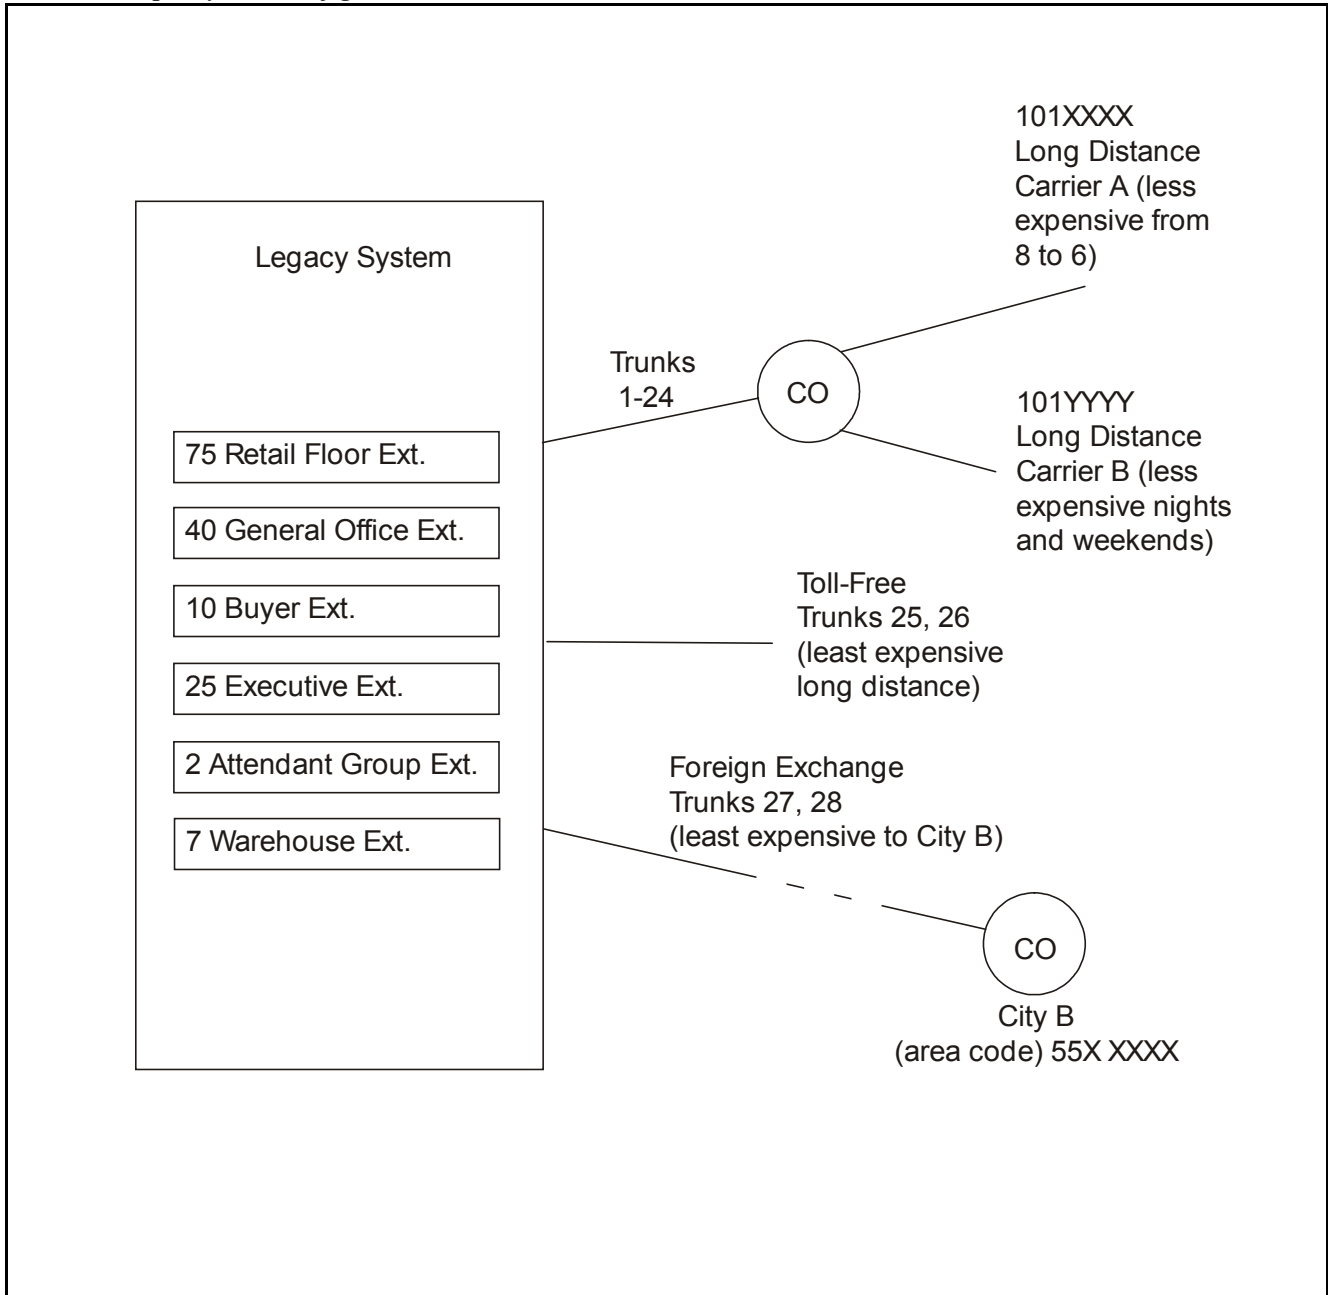 Legacy System
75 Retail Floor Ext.
40 General Office Ext.
10 Buyer Ext.
25 Executive Ext.
2 Attendant Group Ext.
7 Warehouse Ext.
Trunks
1-24
CO
101XXXX
Long Distance
Carrier A (less
expensive from
8 to 6)
101YYYY
Long Distance
Carrier B (less
expensive nights
and weekends)
Toll-Free
Trunks 25, 26
(least expensive
long distance)
Foreign Exchange
Trunks 27, 28
(least expensive to City B)
CO
City B
(area code) 55X XXXX